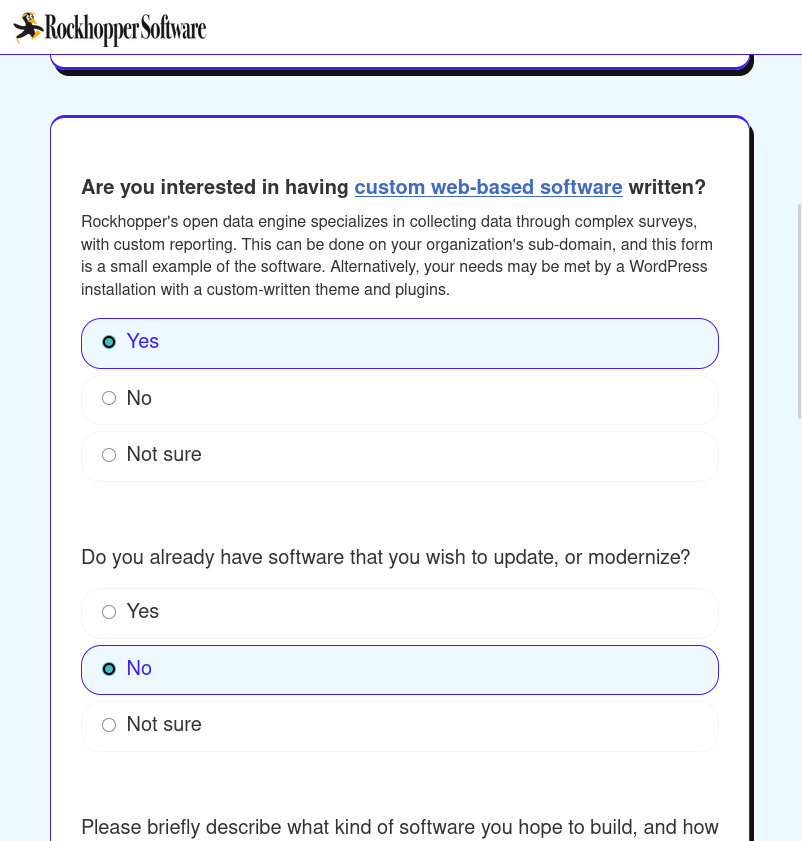 Rockhopper Software
Are you interested in having custom web-based software written?
Rockhopper's open data engine specializes in collecting data through complex surveys,
with custom reporting. This can be done on your organization's sub-domain, and this form
is a small example of the software. Alternatively, your needs may be met by a WordPress
installation with a custom-written theme and plugins.
Yes
No
Not sure
Do you already have software that you wish to update, or modernize?
Yes
No
Not sure
Please briefly describe what kind of software you hope to build, and how